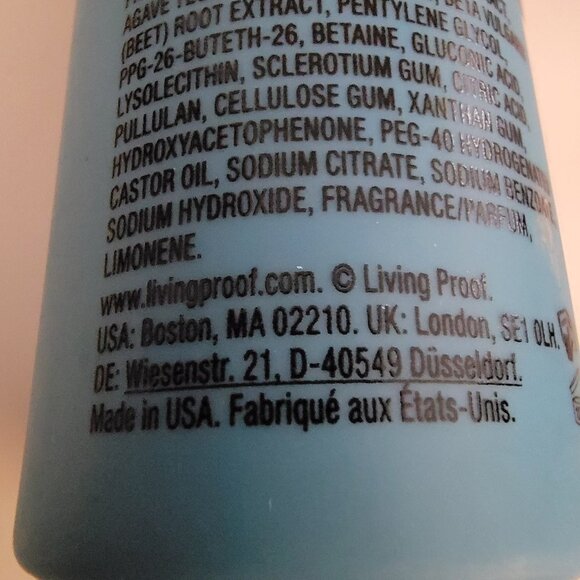 AGAVE
BETA VULGARIS
(BEET) ROOT EXTRACT, PENTYLENE GLYCOL
PPG-26-BUTETH-26, BETAINE, GLUCONIC ACID,
LYSOLECITHIN, SCLEROTIUM GUM, CITRIC ACID,
PULLULAN, CELLULOSE GUM, XANTHAN GUM,
HYDROXYACETOPHENONE, PEG-40 HYDROGENATED
CASTOR OIL, SODIUM CITRATE, SODIUM BENZOATE,
SODIUM HYDROXIDE, FRAGRANCE/PARFUM,
LIMONENE.
www.livingproof.com. © Living Proof.
USA: Boston, MA 02210. UK: London, SE1 0LH.
DE: Wiesenstr. 21, D-40549 Düsseldorf.
Made in USA. Fabriqué aux États-Unis.